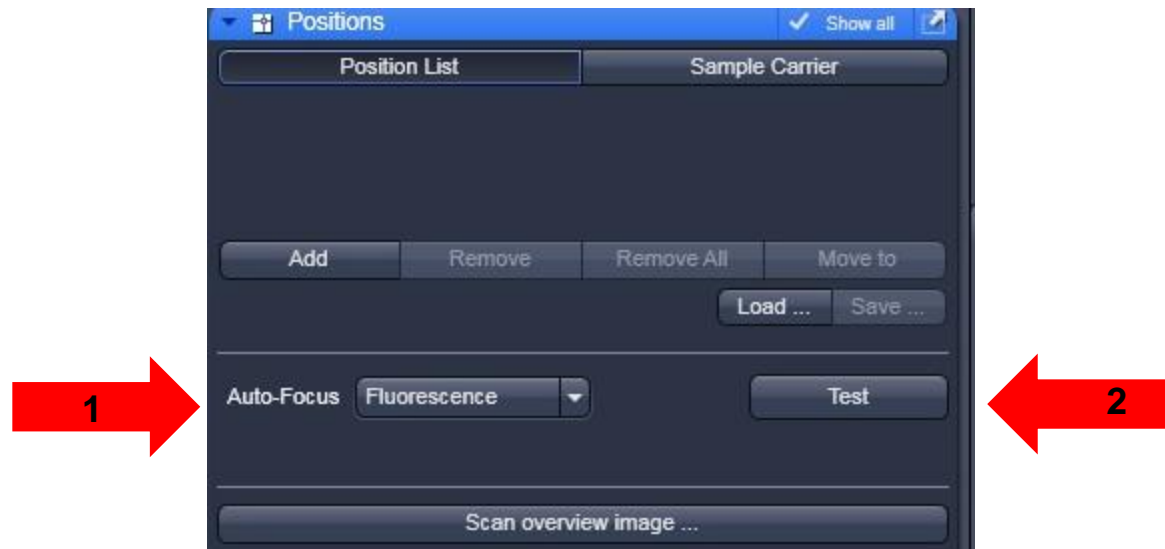 Positions Show all
Position List Sample Carrier
Add Remove Remove All Move to
Load ... Save ...
1 Auto-Focus Fluorescence Test 2
Scan overview image ...